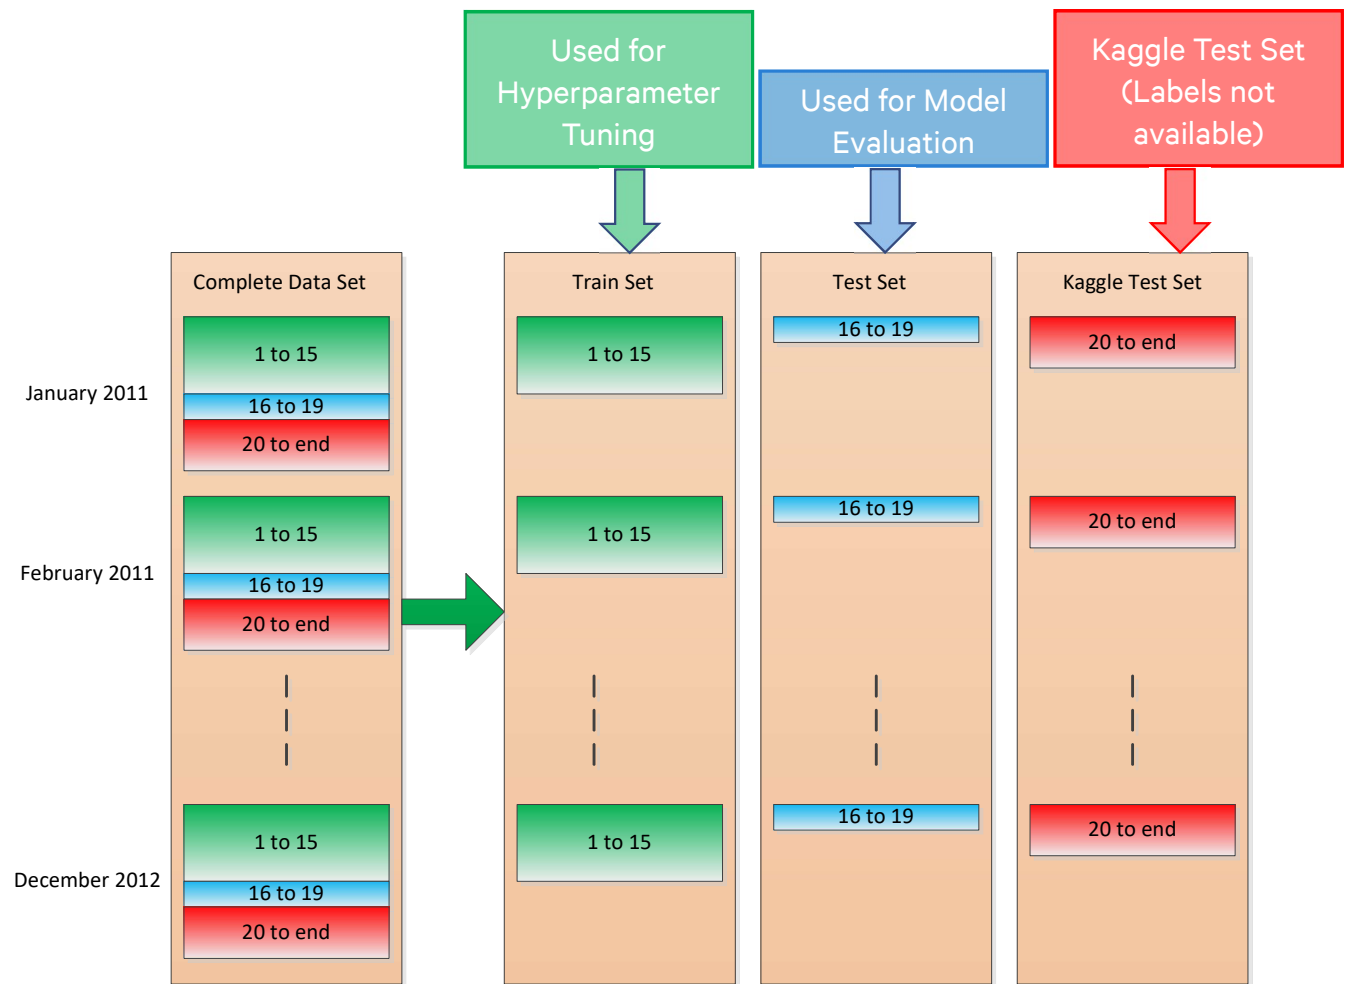 Used for
Hyperparameter
Tuning
Used for Model
Evaluation
Kaggle Test Set
(Labels not
available)
Complete Data Set
Train Set
Test Set
Kaggle Test Set
January 2011
1 to 15
16 to 19
20 to end
1 to 15
16 to 19
20 to end
February 2011
1 to 15
16 to 19
20 to end
1 to 15
16 to 19
20 to end
December 2012
1 to 15
16 to 19
20 to end
1 to 15
16 to 19
20 to end